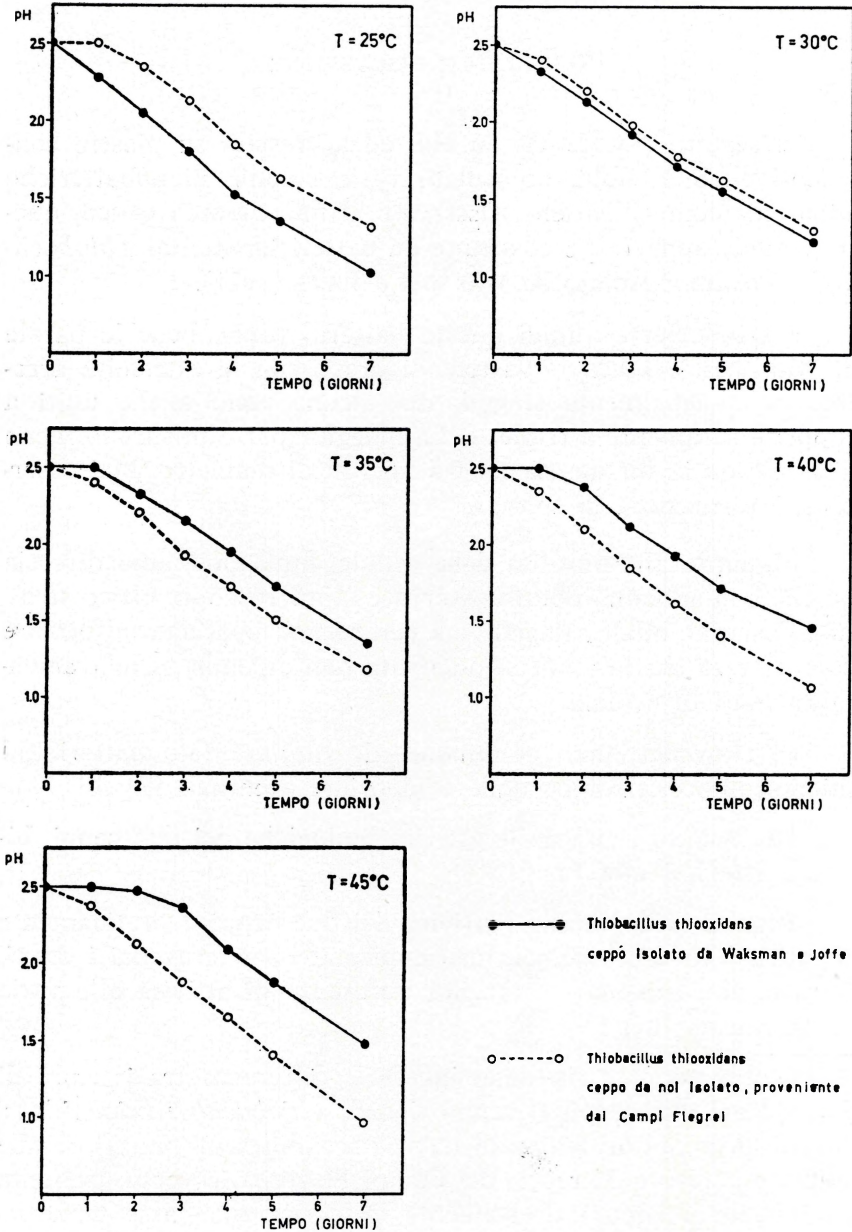 pH
T = 25°C
2.5
2.0
1.5
1.0
0 1 2 3 4 5 6 7
TEMPO (GIORNI)
pH
T = 30°C
2.5
2.0
1.5
1.0
0 1 2 3 4 5 6 7
TEMPO (GIORNI)
pH
T = 35°C
2.5
2.0
1.5
1.0
0 1 2 3 4 5 6 7
TEMPO (GIORNI)
pH
T = 40°C
2.5
2.0
1.5
1.0
0 1 2 3 4 5 6 7
TEMPO (GIORNI)
pH
T = 45°C
2.5
2.0
1.5
1.0
0 1 2 3 4 5 6 7
TEMPO (GIORNI)
Thiobacillus thiooxidans
ceppo isolato da Waksman e Joffe
Thiobacillus thiooxidans
ceppo da noi isolato, proveniente
dai Campi Flegrei